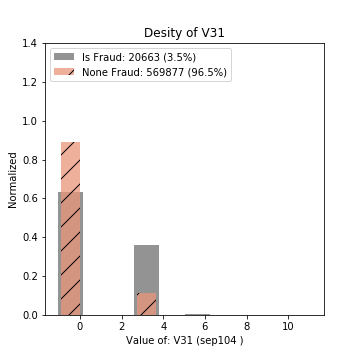 Desity of V31
Is Fraud: 20663 (3.5%)
None Fraud: 569877 (96.5%)
Normalized
1.4
1.2
1.0
0.8
0.6
0.4
0.2
0.0
0 2 4 6 8 10
Value of: V31 (sep104 )